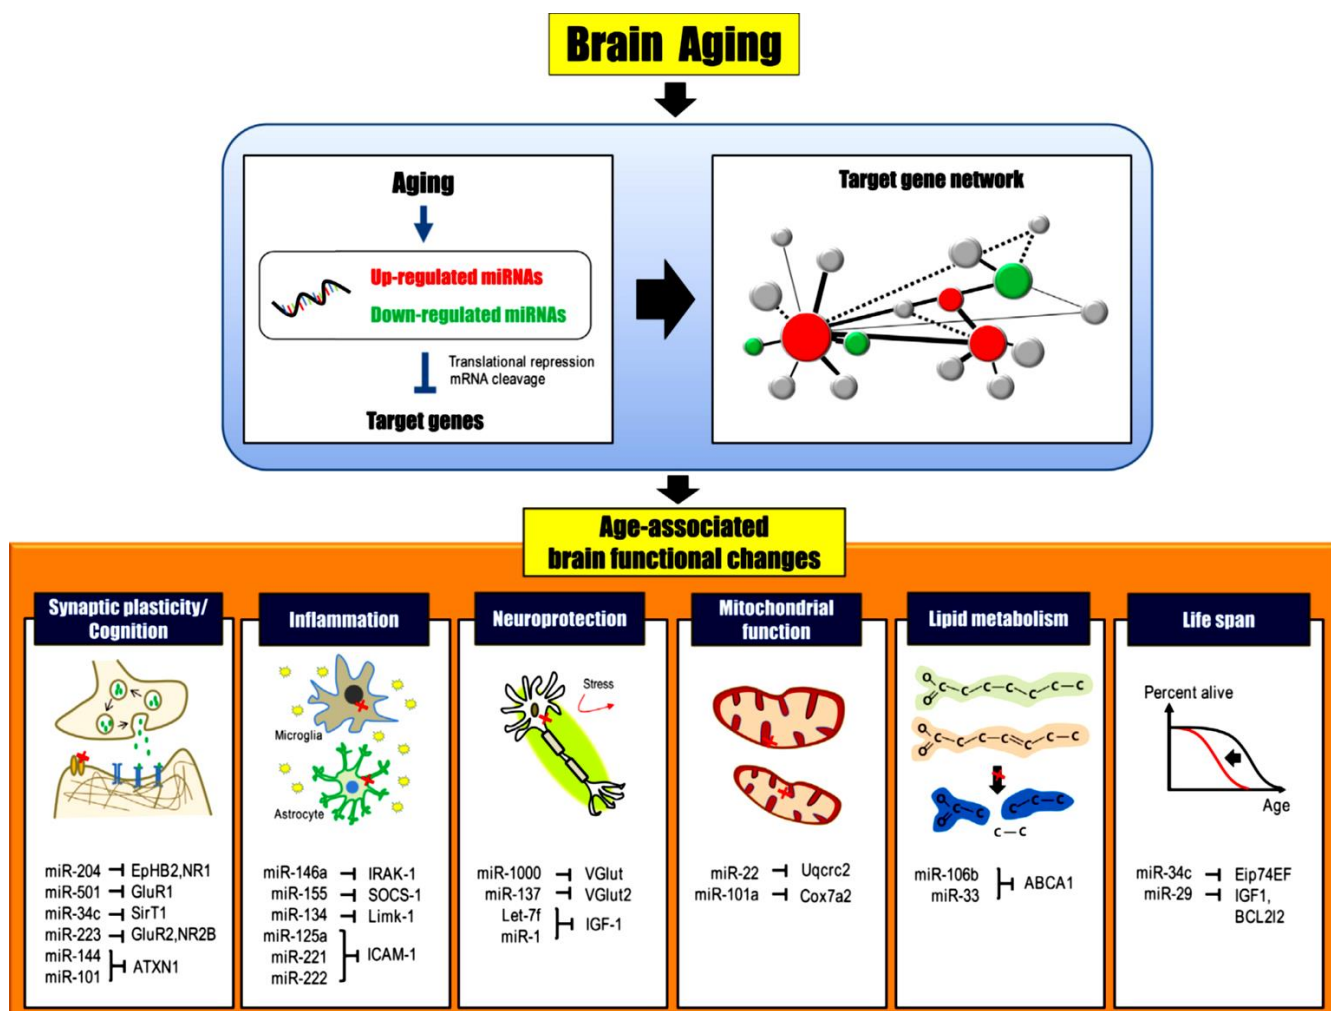 Brain Aging
Aging
Up-regulated miRNAs
Down-regulated miRNAs
Translational repression
mRNA cleavage
Target genes
Target gene network
Age-associated
brain functional changes
Synaptic plasticity/
Cognition
miR-204 EpHB2,NR1
miR-501 GluR1
miR-34c SirT1
miR-223 GluR2,NR2B
miR-144
miR-101
ATXN1
Inflammation
Microglia
Astrocyte
miR-146a IRAK-1
miR-155 SOCS-1
miR-134 Limk-1
miR-125a
miR-221
miR-222
ICAM-1
Neuroprotection
Stress
miR-1000 VGlut
miR-137 VGlut2
Let-7f
miR-1
IGF-1
Mitochondrial
function
miR-22 Uqcrc2
miR-101a Cox7a2
Lipid metabolism
O
C C C C C C C C
O
O
C C C C C C C C
O
O
C C C
O
C C C
C C
miR-106b
miR-33
ABCA1
Life span
Percent alive
Age
miR-34c Eip74EF
miR-29 IGF1,
BCL2l2